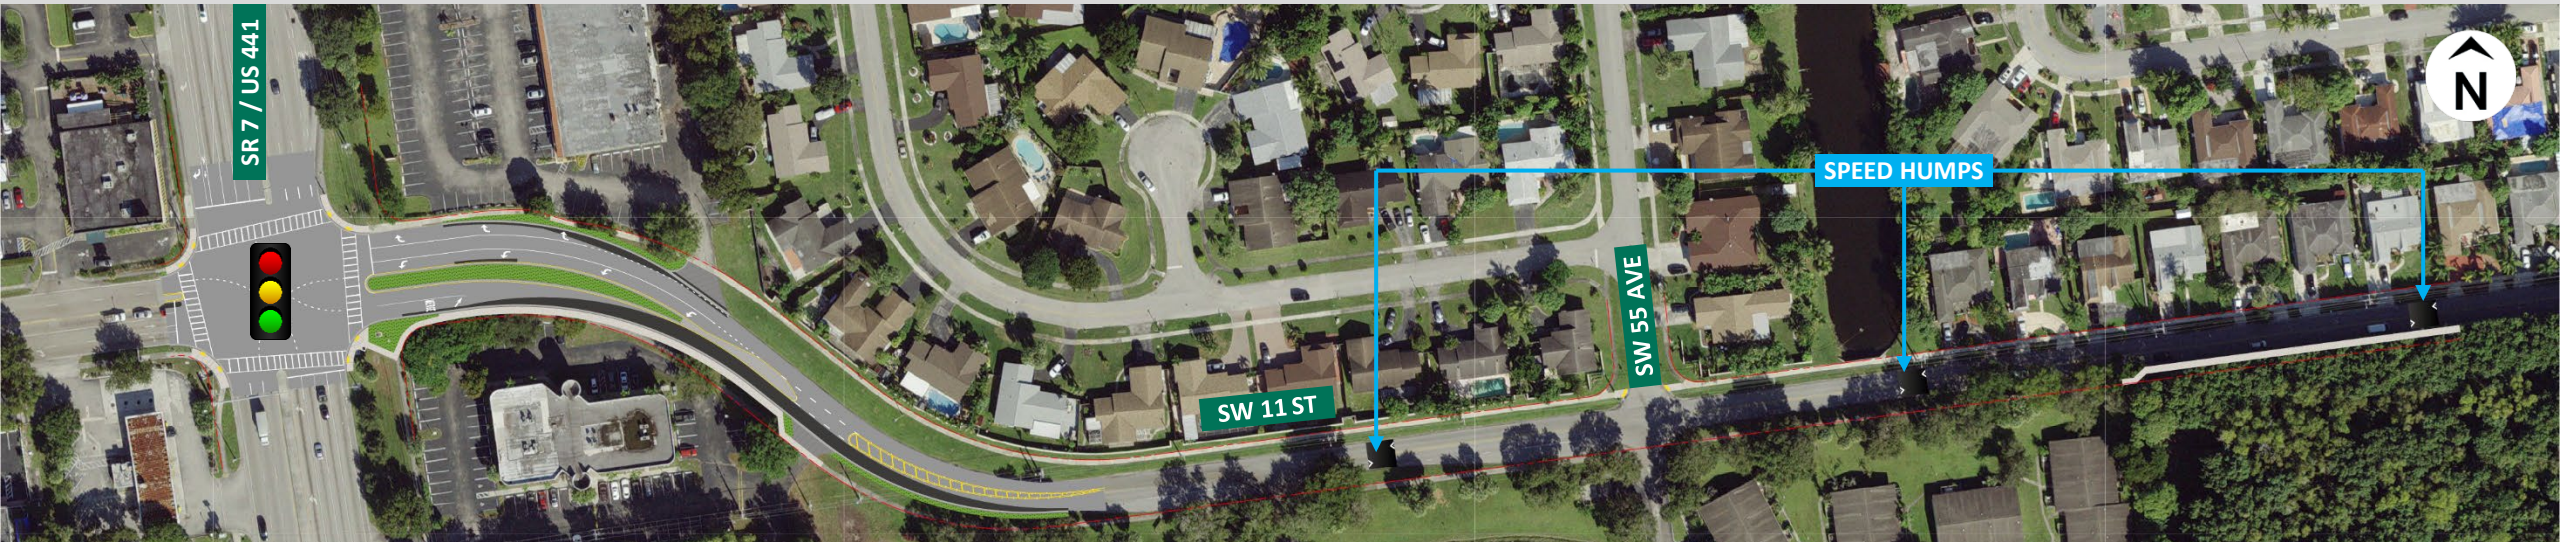 SR 7 / US 441
N
SPEED HUMPS
SW 55 AVE
SW 11 ST